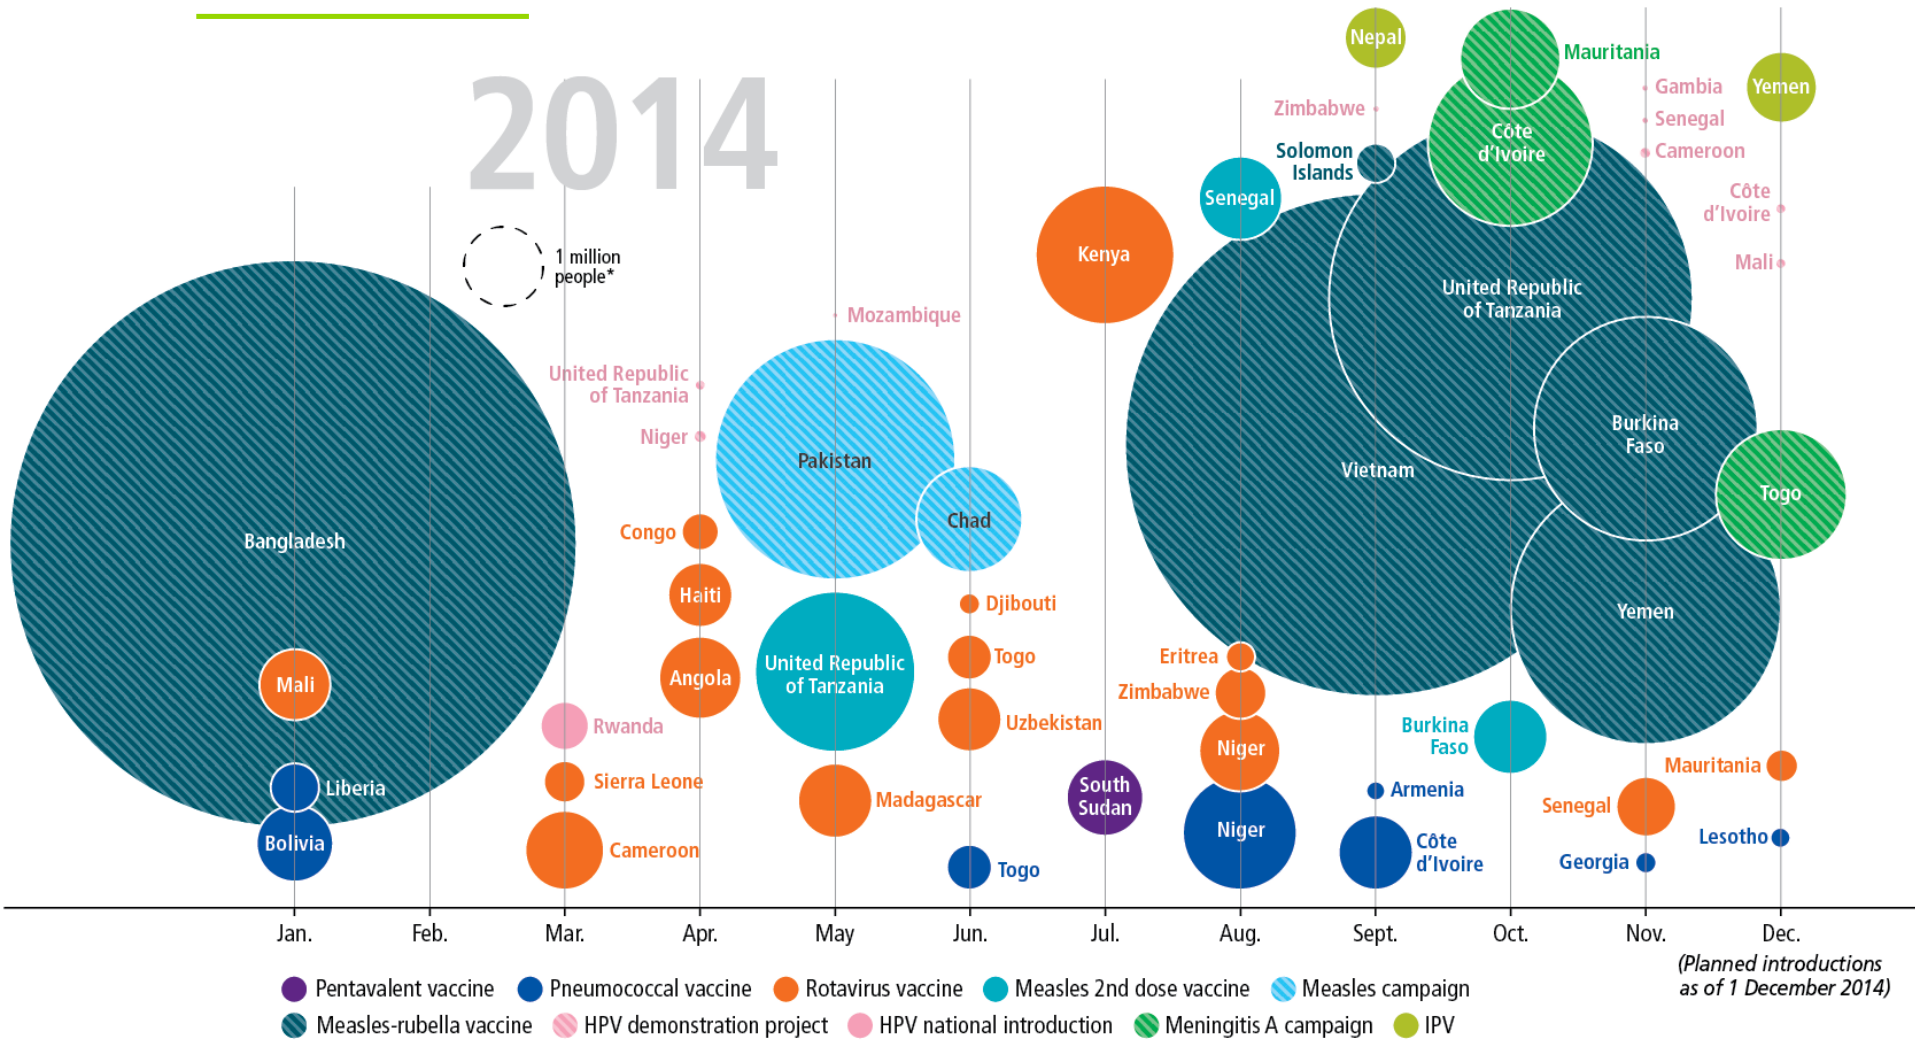 2014
1 million
people*
Nepal
Mauritania
Gambia
Yemen
Zimbabwe
Senegal
Côte
d'Ivoire
Solomon
Islands
Cameroon
Senegal
Côte
d'Ivoire
Kenya
Mali
United Republic
of Tanzania
Mozambique
United Republic
of Tanzania
Niger
Burkina
Faso
Pakistan
Vietnam
Togo
Chad
Bangladesh
Congo
Haiti
Djibouti
Yemen
Togo
Eritrea
United Republic
of Tanzania
Angola
Mali
Zimbabwe
Rwanda
Uzbekistan
Burkina
Faso
Niger
Mauritania
Sierra Leone
Liberia
South
Sudan
Armenia
Madagascar
Senegal
Niger
Lesotho
Bolivia
Cameroon
Côte
d'Ivoire
Georgia
Togo
Jan. Feb. Mar. Apr. May Jun. Jul. Aug. Sept. Oct. Nov. Dec.
(Planned introductions
as of 1 December 2014)
Pentavalent vaccine Pneumococcal vaccine Rotavirus vaccine Measles 2nd dose vaccine Measles campaign
Measles-rubella vaccine HPV demonstration project HPV national introduction Meningitis A campaign IPV